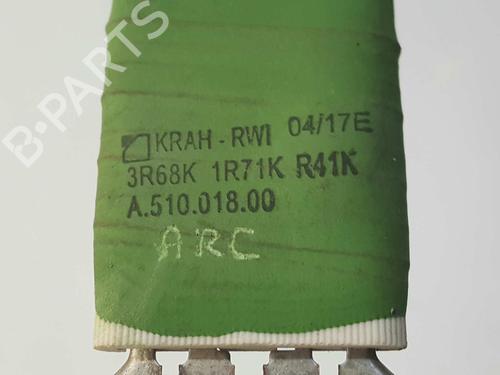 KRAH - RWI 04/17E
3R68K 1R71K R41K
A.510.018.00
ARC
B-PARTS